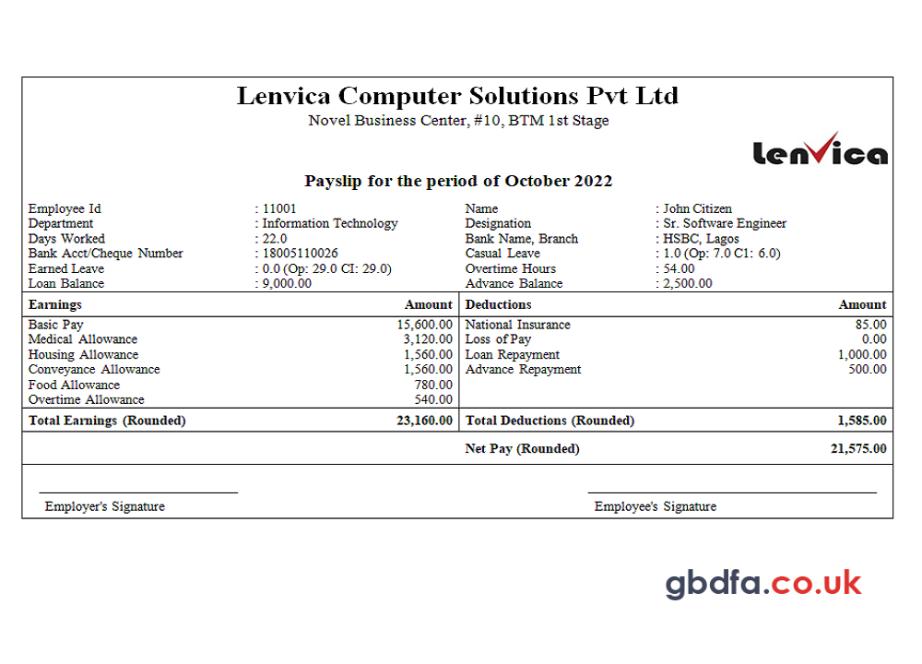 Lenvica Computer Solutions Pvt Ltd
Novel Business Center, #10, BTM 1st Stage
Lenvica
Payslip for the period of October 2022
Employee Id : 11001 Name : John Citizen
Department : Information Technology Designation : Sr. Software Engineer
Days Worked : 22.0 Bank Name, Branch : HSBC, Lagos
Bank Acct/Cheque Number : 18005110026 Casual Leave : 1.0 (Op: 7.0 C1: 6.0)
Earned Leave : 0.0 (Op: 29.0 CI: 29.0) Overtime Hours : 54.00
Loan Balance : 9,000.00 Advance Balance : 2,500.00
Earnings Amount Deductions Amount
Basic Pay 15,600.00 National Insurance 85.00
Medical Allowance 3,120.00 Loss of Pay 0.00
Housing Allowance 1,560.00 Loan Repayment 1,000.00
Conveyance Allowance 1,560.00 Advance Repayment 500.00
Food Allowance 780.00
Overtime Allowance 540.00
Total Earnings (Rounded) 23,160.00 Total Deductions (Rounded) 1,585.00
Net Pay (Rounded) 21,575.00
Employer's Signature Employee's Signature
gbdfa.co.uk